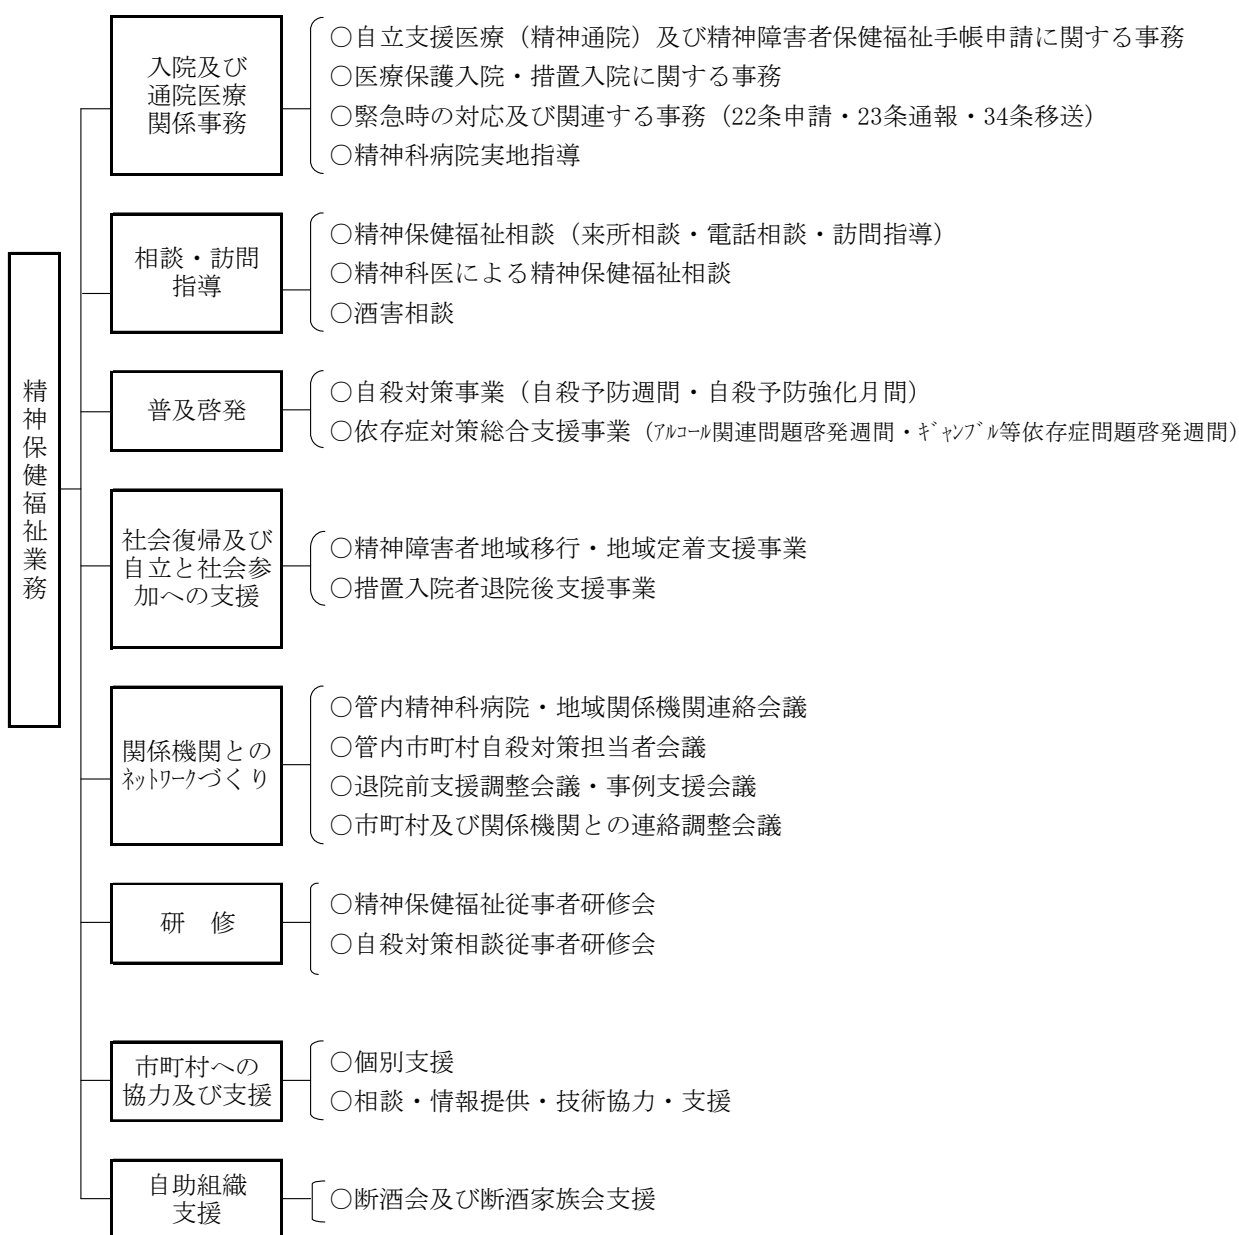 精神保健福祉業務
入院及び
通院医療
関係事務
○自立支援医療（精神通院）及び精神障害者保健福祉手帳申請に関する事務
○医療保護入院・措置入院に関する事務
○緊急時の対応及び関連する事務（22条申請・23条通報・34条移送）
○精神科病院実地指導
相談・訪問
指導
○精神保健福祉相談（来所相談・電話相談・訪問指導）
○精神科医による精神保健福祉相談
○酒害相談
普及啓発
○自殺対策事業（自殺予防週間・自殺予防強化月間）
○依存症対策総合支援事業（ｱﾙｺｰﾙ関連問題啓発週間・ｷﾞｬﾝﾌﾞﾙ等依存症問題啓発週間）
社会復帰及び
自立と社会参
加への支援
○精神障害者地域移行・地域定着支援事業
○措置入院者退院後支援事業
関係機関との
ﾈｯﾄﾜｰｸづくり
○管内精神科病院・地域関係機関連絡会議
○管内市町村自殺対策担当者会議
○退院前支援調整会議・事例支援会議
○市町村及び関係機関との連絡調整会議
研　修
○精神保健福祉従事者研修会
○自殺対策相談従事者研修会
市町村への
協力及び支援
○個別支援
○相談・情報提供・技術協力・支援
自助組織
支援
○断酒会及び断酒家族会支援